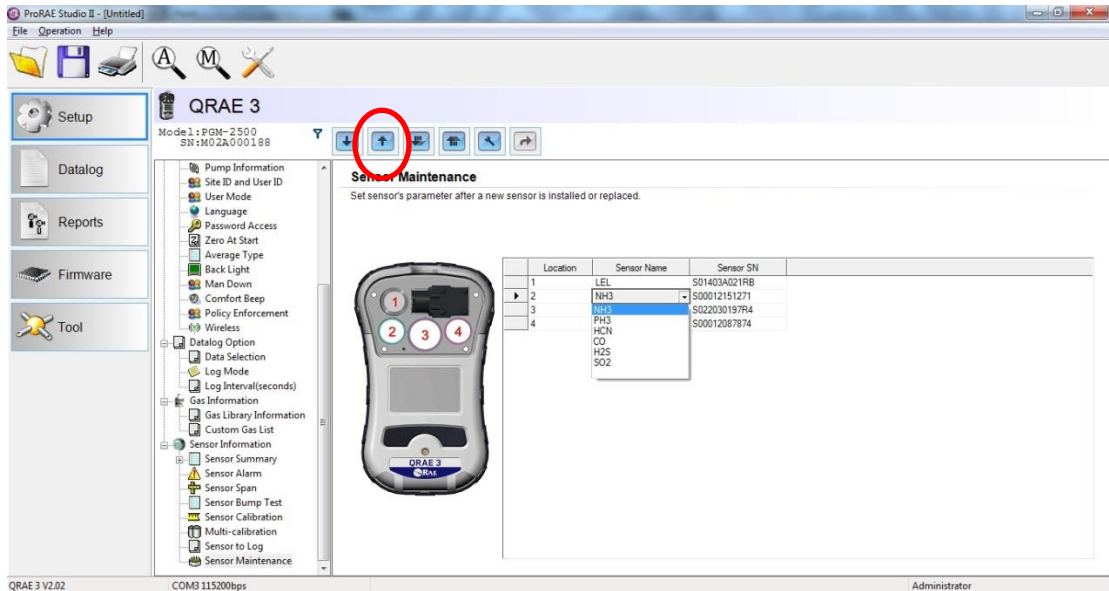 ProRAE Studio II - [Untitled]
File Operation Help
A M
Setup
Datalog
Reports
Firmware
Tool
QRAE 3
Model:PGM-2500
SN:M02A000188
Pump Information
Site ID and User ID
User Mode
Language
Password Access
Zero At Start
Average Type
Back Light
Man Down
Comfort Beep
Policy Enforcement
Wireless
Datalog Option
Data Selection
Log Mode
Log Interval(seconds)
Gas Information
Gas Library Information
Custom Gas List
Sensor Information
Sensor Summary
Sensor Alarm
Sensor Span
Sensor Bump Test
Sensor Calibration
Multi-calibration
Sensor to Log
Sensor Maintenance
Sensor Maintenance
Set sensor's parameter after a new sensor is installed or replaced.
1
2 3 4
QRAE 3
RAE
Location Sensor Name Sensor SN
1 LEL S01403A021RB
2 NH3 S00012151271
3 S022030197R4
4 S00012087874
NH3
PH3
HCN
CO
H2S
SO2
QRAE 3 V2.02 COM3 115200bps Administrator